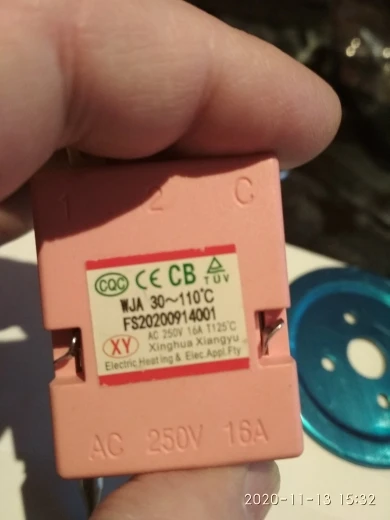 1 2 C
CQC CE CB TÜV
WJA 30~110°C
FS20200914001
AC 250V 16A T125°C
XY Xinghua Xiangyu
Electric Heating & Elec.Appl.Fty
AC 250V 16A
2020-11-13 15:32